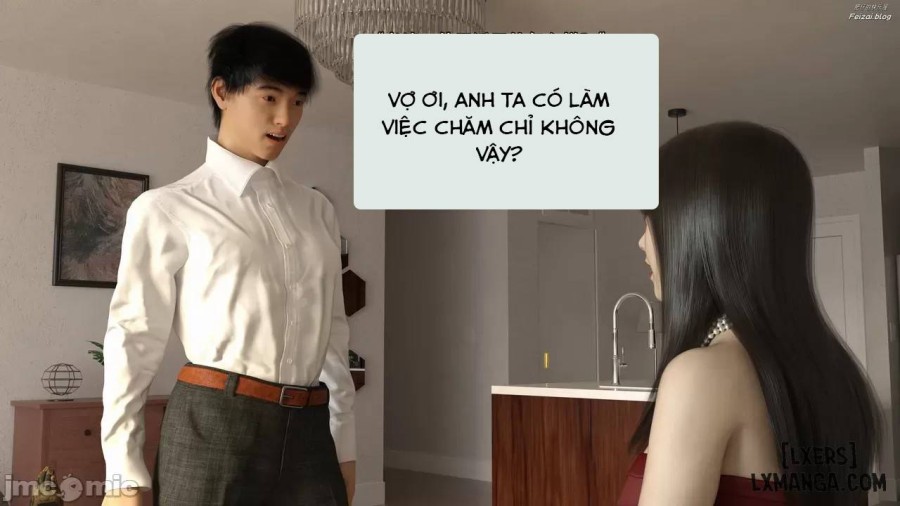 Feizai.blog
VỢ ƠI, ANH TA CÓ LÀM
VIỆC CHĂM CHỈ KHÔNG
VẬY?
[LXERS]
LXMANGA.COM
jmcomic